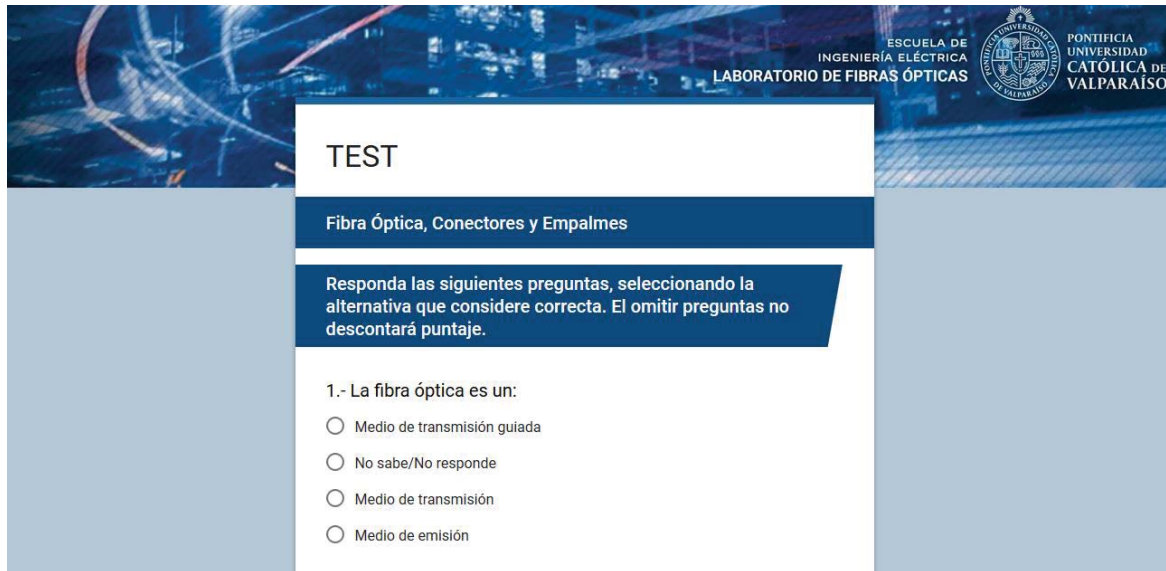 ESCUELA DE
INGENIERÍA ELÉCTRICA
LABORATORIO DE FIBRAS ÓPTICAS
PONTIFICIA
UNIVERSIDAD
CATÓLICA DE
VALPARAÍSO
TEST
Fibra Óptica, Conectores y Empalmes
Responda las siguientes preguntas, seleccionando la
alternativa que considere correcta. El omitir preguntas no
descontará puntaje.
1.- La fibra óptica es un:
Medio de transmisión guiada
No sabe/No responde
Medio de transmisión
Medio de emisión